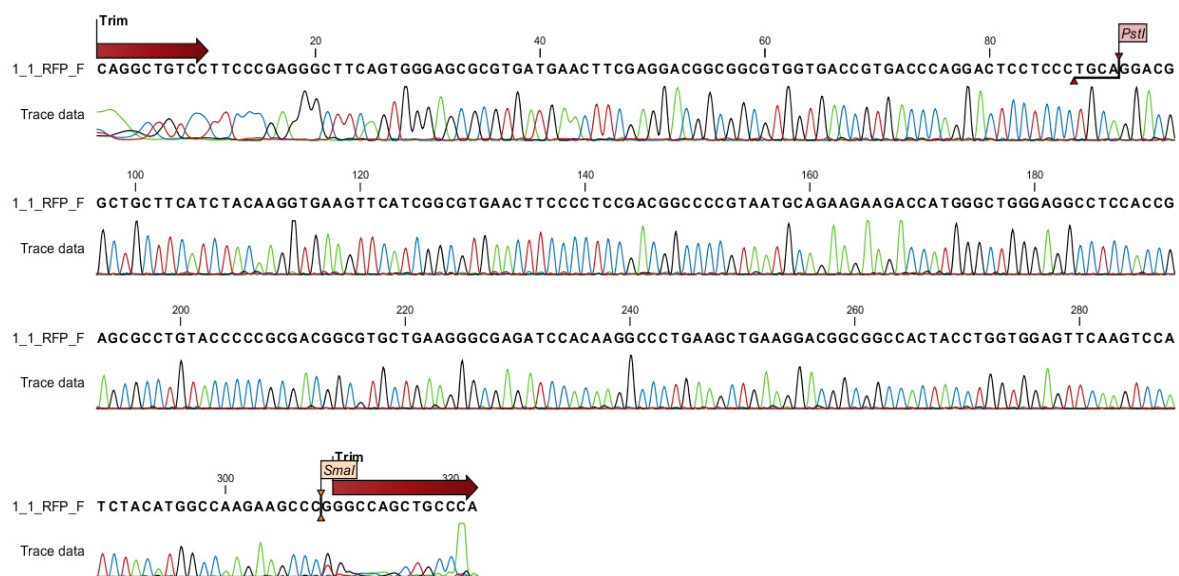 Trim
PstI
20 40 60 80
1_1_RFP_F CAGGCTGTCCTTCCCGAGGGCTTCAGTGGGAGCGCGTGATGAACTTCGAGGACGGCGGCGTGGTGACCGTGACCCAGGACTCCTCCCTGCAGGACG
Trace data
100 120 140 160 180
1_1_RFP_F GCTGCTTCATCTACAAGGTGAAGTTCATCGGCGTGAACTTCCCCTCCGACGGCCCCGTAATGCAGAAGAAGACCATGGGCTGGGAGGCCTCCACCG
Trace data
200 220 240 260 280
1_1_RFP_F AGCGCCTGTACCCCCGCGACGGCGTGCTGAAGGGCGAGATCCACAAGGCCCTGAAGCTGAAGGACGGCGGCCACTACCTGGTGGAGTTCAAGTCCA
Trace data
Trim
SmaI
300 320
1_1_RFP_F TCTACATGGCCAAGAAGCCCGGGCCAGCTGCCCA
Trace data